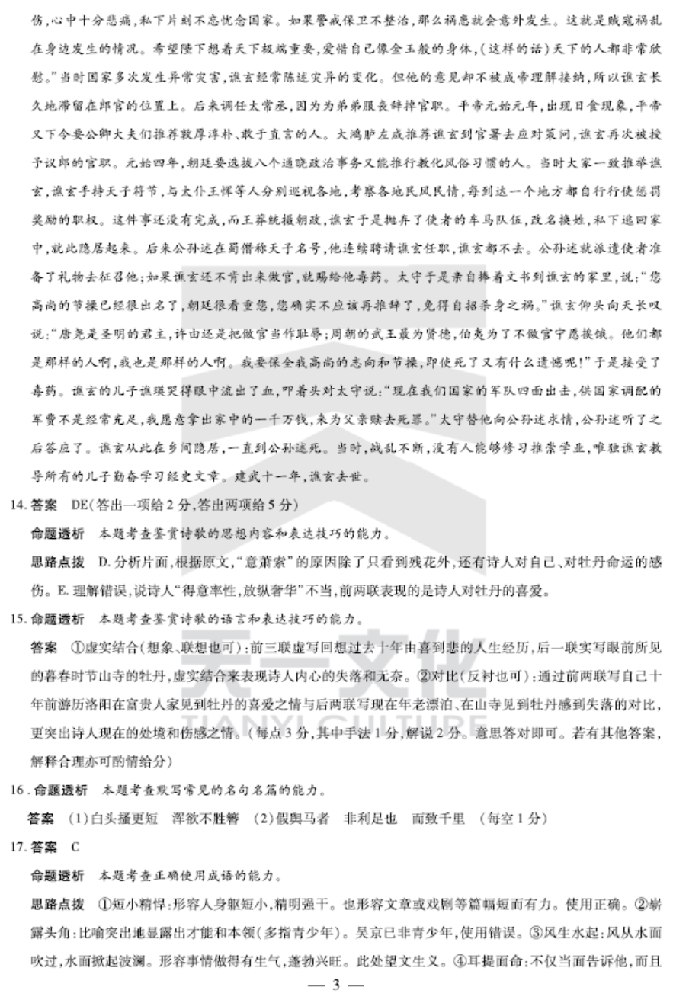 伤,心中十分悲痛,私下片刻不忘忧念国家。如果警戒保卫不整治,那么祸患就会意外发生。这就是贼寇祸乱
在身边发生的情况。希望陛下想着天下极端重要,爱惜自己像金玉般的身体,(这样的话)天下的人都非常欣
慰。”当时国家多次发生异常灾害,谯玄经常陈述灾异的变化。但他的意见却不被成帝理解接纳,所以谯玄长
久地滞留在郎官的位置上。后来调任太常丞,因为为弟弟服丧辞掉官职。平帝元始元年,出现日食现象,平帝
又下令要公卿大夫们推荐敦厚淳朴、敢于直言的人。大鸿胪左咸推荐谯玄到官署去应对策问,谯玄再次被授
予议郎的官职。元始四年,朝廷要选拔八个通晓政治事务又能推行教化风俗习惯的人。当时大家一致推举谯
玄,谯玄手持天子符节,与太仆王恽等人分别巡视各地,考察各地民风民情,每到达一个地方都自行行使惩罚
奖励的职权。这件事还没有完成,而王莽统摄朝政,谯玄于是抛弃了使者的车马队伍,改名换姓,私下逃回家
中,就此隐居起来。后来公孙述在蜀僭称天子名号,他连续聘请谯玄任职,谯玄都不去。公孙述就派遣使者准
备了礼物去征召他;如果谯玄还不肯出来做官,就赐给他毒药。太守于是亲自捧着文书到谯玄的家里,说:“您
高尚的节操已经很出名了,朝廷很看重您,您确实不应该再推辞了,免得自招杀身之祸。”谯玄仰头向天长叹
说:“唐尧是圣明的君主,许由还是把做官当作耻辱;周朝的武王最为贤德,伯夷为了不做官宁愿挨饿。他们都
是那样的人啊,我也是那样的人啊。我要保全我高尚的志向和节操,即使死了又有什么遗憾呢!”于是接受了
毒药。谯玄的儿子谯瑛哭得眼中流出了血,叩着头对太守说:“现在我们国家的军队四面出击,供国家调配的
军费不是经常充足,我愿意拿出家中的一千万钱,来为父亲赎去死罪。”太守替他向公孙述求情,公孙述听了之
后答应了。谯玄从此在乡间隐居,一直到公孙述死。当时,战乱不断,没有人能够修习推崇学业,唯独谯玄教
导所有的儿子勤奋学习经史文章。建武十一年,谯玄去世。
14.答案 DE(答出一项给2分,答出两项给5分)
命题透析 本题考查鉴赏诗歌的思想内容和表达技巧的能力。
思路点拨 D.分析片面,根据原文,“意萧索”的原因除了只看到残花外,还有诗人对自己、对牡丹命运的感
伤。E.理解错误,说诗人“得意率性,放纵奢华”不当,前两联表现的是诗人对牡丹的喜爱。
15.命题透析 本题考查鉴赏诗歌的语言和表达技巧的能力。
答案 ①虚实结合(想象、联想也可):前三联虚写回想过去十年由喜到悲的人生经历,后一联实写眼前所见
的暮春时节山寺的牡丹,虚实结合来表现诗人内心的失落和无奈。②对比(反衬也可):通过前两联写自己十
年前游历洛阳在富贵人家见到牡丹的喜爱之情与后两联写现在年老漂泊、在山寺见到牡丹感到失落的对比,
更突出诗人现在的处境和伤感之情。(每点3分,其中手法1分,解说2分。意思答对即可。若有其他答案,
解释合理亦可酌情给分)
16.命题透析 本题考查默写常见的名句名篇的能力。
答案 (1)白头搔更短 浑欲不胜簪 (2)假舆马者 非利足也 而致千里 (每空1分)
17.答案 C
命题透析 本题考查正确使用成语的能力。
思路点拨 ①短小精悍:形容人身躯短小,精明强干。也形容文章或戏剧等篇幅短而有力。使用正确。②崭
露头角:比喻突出地显露出才能和本领(多指青少年)。吴京已非青少年,使用错误。③风生水起:风从水而
吹过,水面掀起波澜。形容事情做得有生气,蓬勃兴旺。此处望文生义。④耳提面命:不仅当面告诉他,而且
— 3 —
天一文化
TIANYI CULTURE